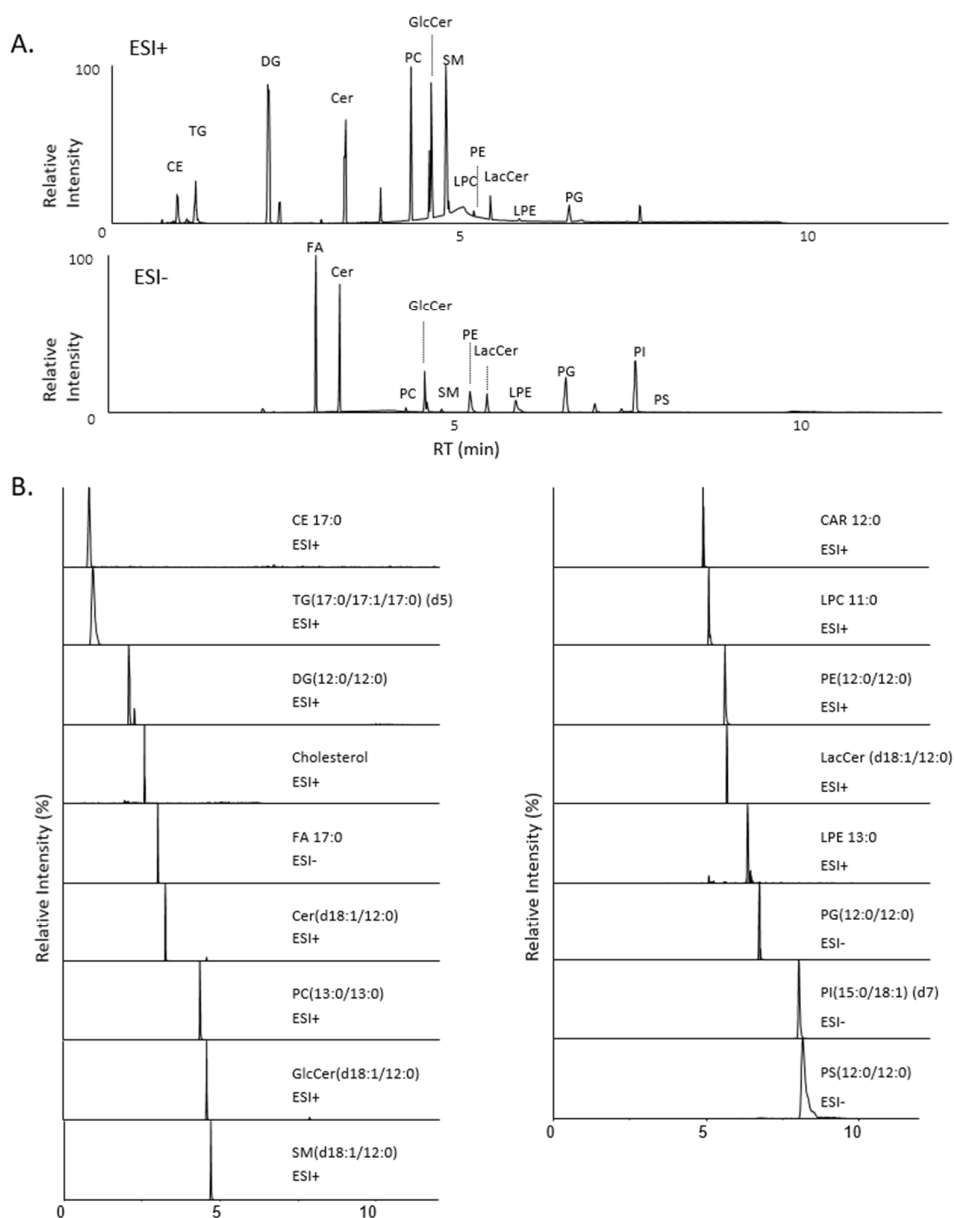 A.
ESI+
Relative
Intensity
100
0
CE
TG
DG
Cer
PC
GlcCer
SM
LPC
PE
LacCer
LPE
PG
5
10
ESI-
Relative
Intensity
100
0
FA
Cer
PC
GlcCer
SM
PE
LacCer
LPE
PG
PI
PS
5
10
RT (min)
B.
Relative Intensity (%)
CE 17:0
ESI+
TG(17:0/17:1/17:0) (d5)
ESI+
DG(12:0/12:0)
ESI+
Cholesterol
ESI+
FA 17:0
ESI-
Cer(d18:1/12:0)
ESI+
PC(13:0/13:0)
ESI+
GlcCer(d18:1/12:0)
ESI+
SM(d18:1/12:0)
ESI+
0
5
10
Relative Intensity (%)
CAR 12:0
ESI+
LPC 11:0
ESI+
PE(12:0/12:0)
ESI+
LacCer (d18:1/12:0)
ESI+
LPE 13:0
ESI+
PG(12:0/12:0)
ESI-
PI(15:0/18:1) (d7)
ESI-
PS(12:0/12:0)
ESI-
0
5
10